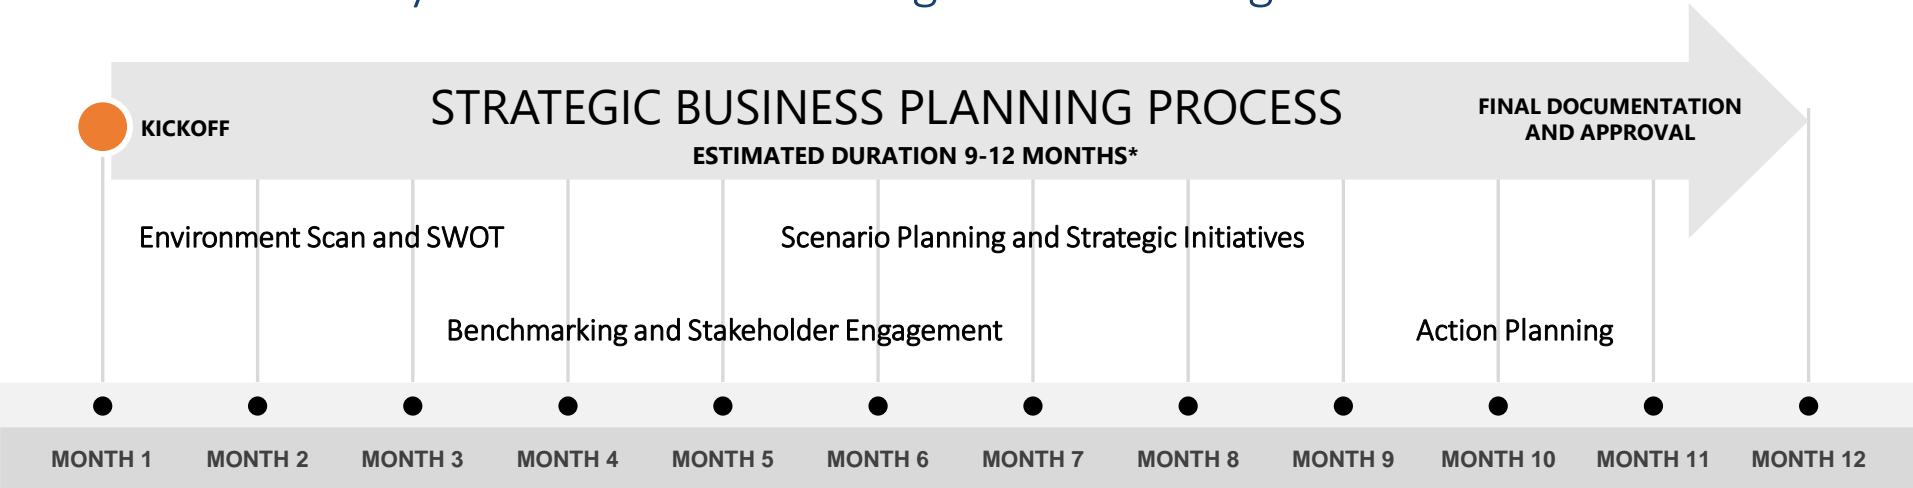 STRATEGIC BUSINESS PLANNING PROCESS
KICKOFF
FINAL DOCUMENTATION
AND APPROVAL
ESTIMATED DURATION 9-12 MONTHS*
Environment Scan and SWOT
Scenario Planning and Strategic Initiatives
Benchmarking and Stakeholder Engagement
Action Planning
MONTH 1
MONTH 2
MONTH 3
MONTH 4
MONTH 5
MONTH 6
MONTH 7
MONTH 8
MONTH 9
MONTH 10
MONTH 11
MONTH 12